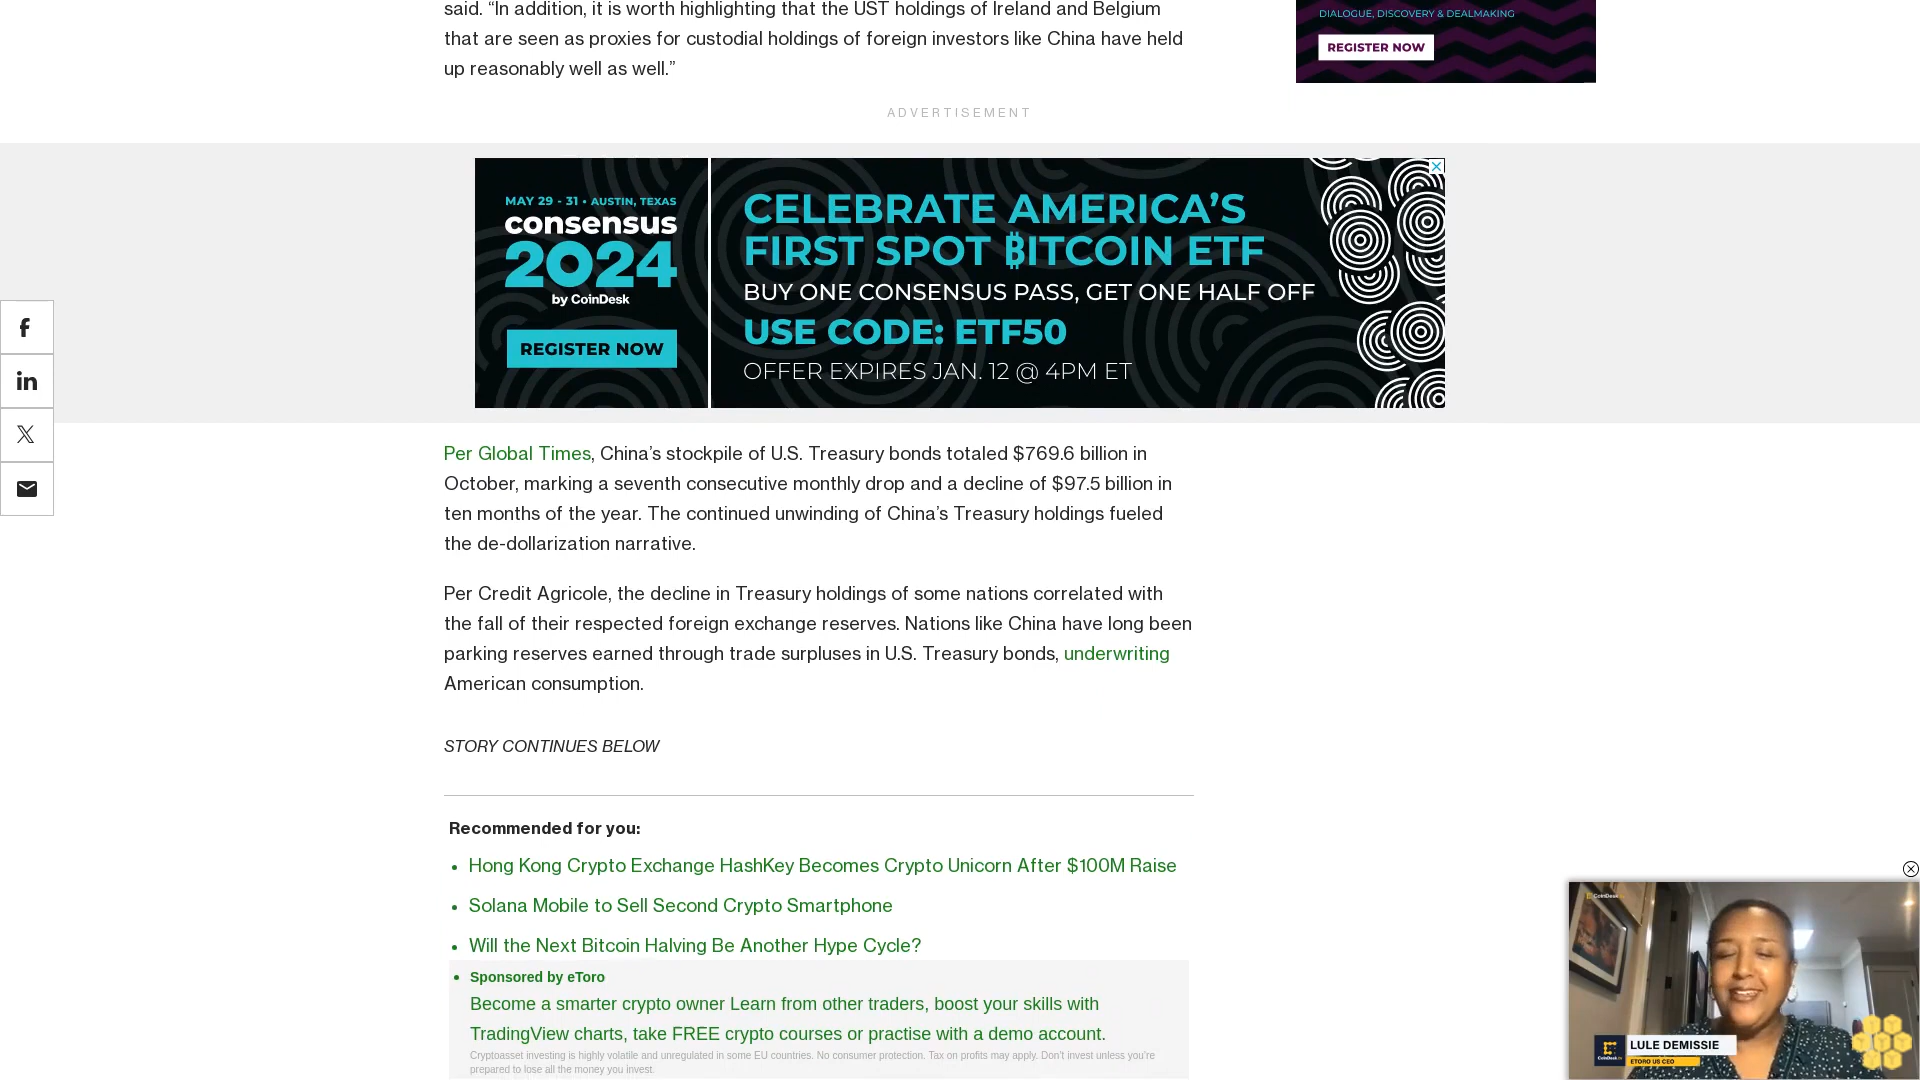 said. “In addition, it is worth highlighting that the UST holdings of Ireland and Belgium
that are seen as proxies for custodial holdings of foreign investors like China have held
up reasonably well as well.”
DIALOGUE, DISCOVERY & DEALMAKING
REGISTER NOW
ADVERTISEMENT
MAY 29 - 31 • AUSTIN, TEXAS
consensus
2024
by CoinDesk
REGISTER NOW
CELEBRATE AMERICA’S
FIRST SPOT ₿ITCOIN ETF
BUY ONE CONSENSUS PASS, GET ONE HALF OFF
USE CODE: ETF50
OFFER EXPIRES JAN. 12 @ 4PM ET
Per Global Times, China’s stockpile of U.S. Treasury bonds totaled $769.6 billion in
October, marking a seventh consecutive monthly drop and a decline of $97.5 billion in
ten months of the year. The continued unwinding of China’s Treasury holdings fueled
the de-dollarization narrative.
Per Credit Agricole, the decline in Treasury holdings of some nations correlated with
the fall of their respected foreign exchange reserves. Nations like China have long been
parking reserves earned through trade surpluses in U.S. Treasury bonds, underwriting
American consumption.
STORY CONTINUES BELOW
Recommended for you:
• Hong Kong Crypto Exchange HashKey Becomes Crypto Unicorn After $100M Raise
• Solana Mobile to Sell Second Crypto Smartphone
• Will the Next Bitcoin Halving Be Another Hype Cycle?
• Sponsored by eToro
Become a smarter crypto owner Learn from other traders, boost your skills with
TradingView charts, take FREE crypto courses or practise with a demo account.
Cryptoasset investing is highly volatile and unregulated in some EU countries. No consumer protection. Tax on profits may apply. Don’t invest unless you’re
prepared to lose all the money you invest.
CoinDesk
CoinDesk
LULE DEMISSIE
ETORO US CEO